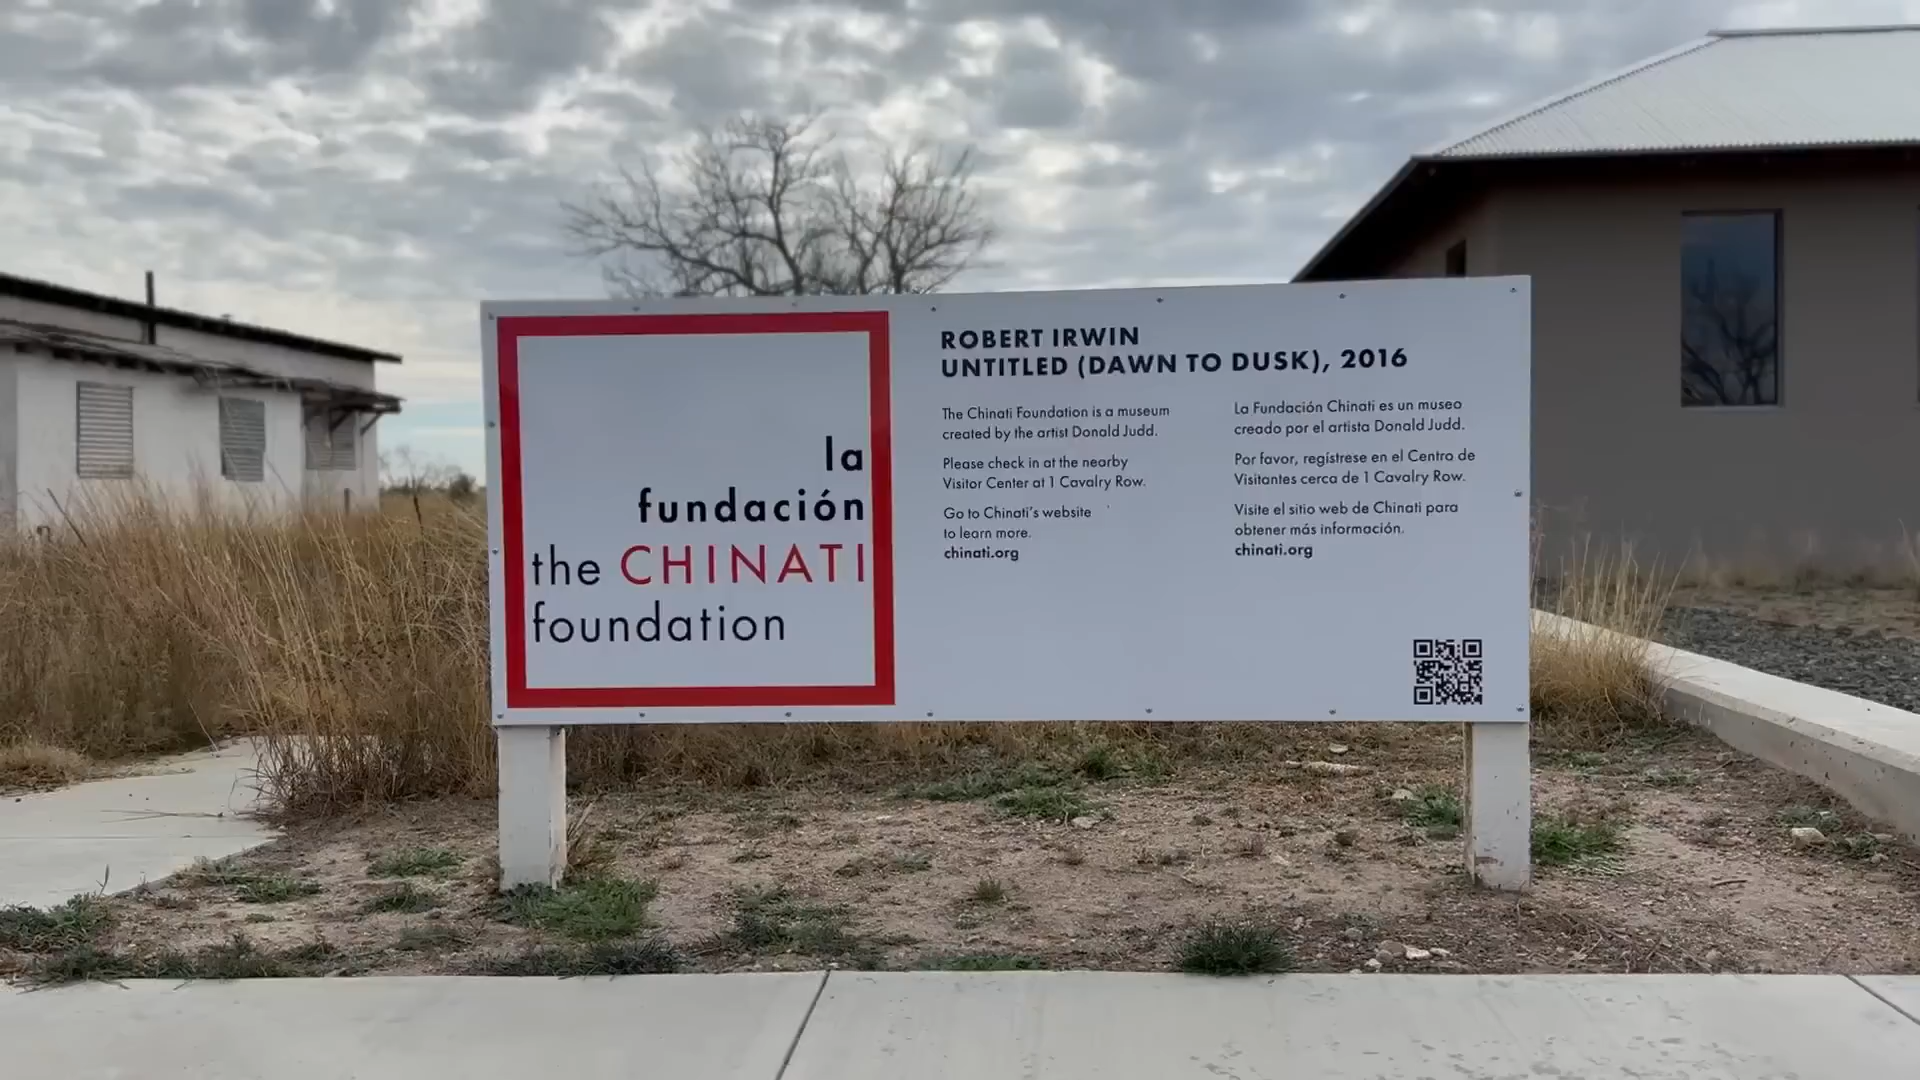 la
fundación
the CHINATI
foundation
ROBERT IRWIN
UNTITLED (DAWN TO DUSK), 2016
The Chinati Foundation is a museum
created by the artist Donald Judd.
Please check in at the nearby
Visitor Center at 1 Cavalry Row.
Go to Chinati's website
to learn more.
chinati.org
La Fundación Chinati es un museo
creado por el artista Donald Judd.
Por favor, regístrese en el Centro de
Visitantes cerca de 1 Cavalry Row.
Visite el sitio web de Chinati para
obtener más información.
chinati.org